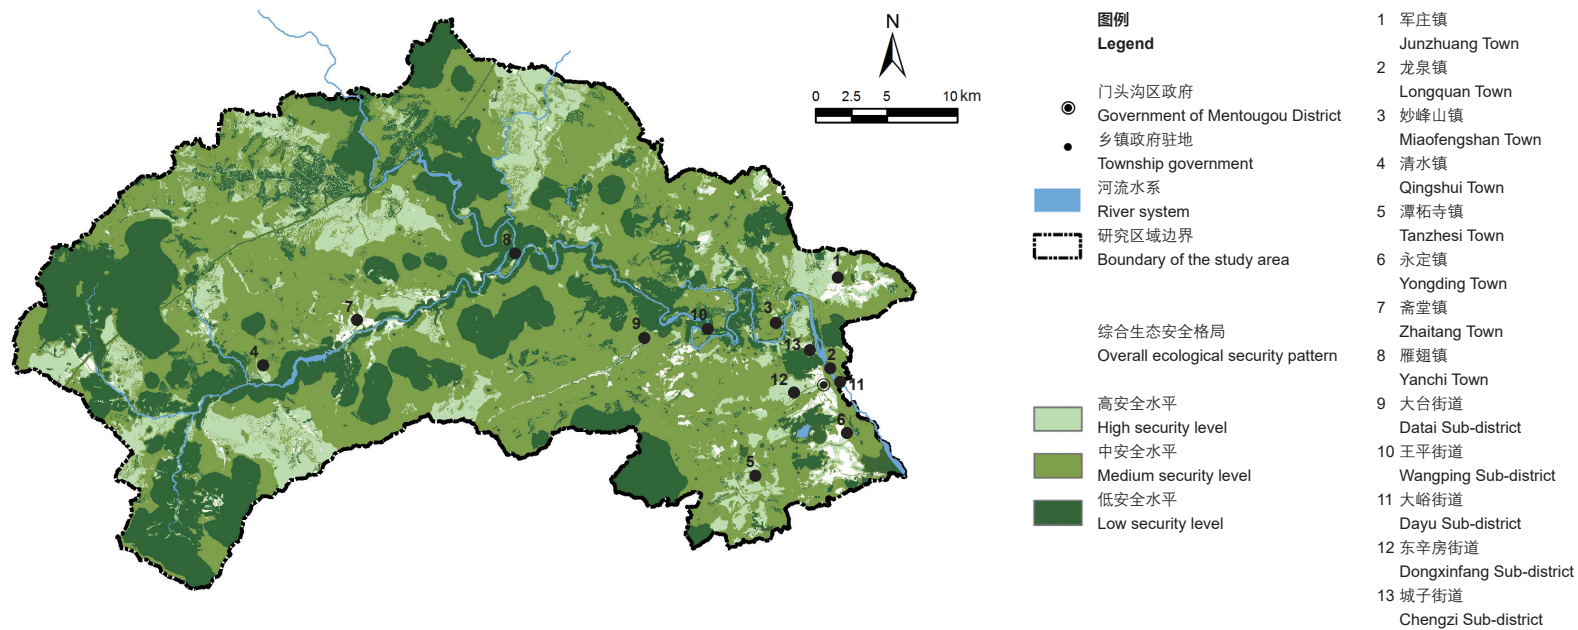 N
0 2.5 5 10 km
1
2
3
4
5
6
7
8
9
10
11
12
13
图例
Legend
门头沟区政府
Government of Mentougou District
乡镇政府驻地
Township government
河流水系
River system
研究区域边界
Boundary of the study area
综合生态安全格局
Overall ecological security pattern
高安全水平
High security level
中安全水平
Medium security level
低安全水平
Low security level
1 军庄镇
Junzhuang Town
2 龙泉镇
Longquan Town
3 妙峰山镇
Miaofengshan Town
4 清水镇
Qingshui Town
5 潭柘寺镇
Tanzhesi Town
6 永定镇
Yongding Town
7 斋堂镇
Zhaitang Town
8 雁翅镇
Yanchi Town
9 大台街道
Datai Sub-district
10 王平街道
Wangping Sub-district
11 大峪街道
Dayu Sub-district
12 东辛房街道
Dongxinfang Sub-district
13 城子街道
Chengzi Sub-district